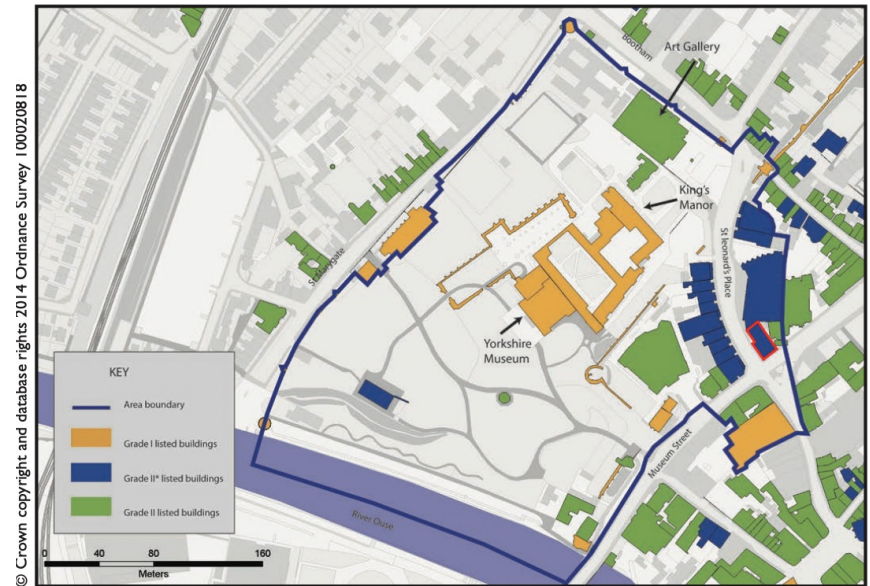 © Crown copyright and database rights 2014 Ordnance Survey 100020818
Bootham
Art Gallery
King's
Manor
St leonard's Place
St Marygate
Yorkshire
Museum
Museum Street
River Ouse
KEY
Area boundary
Grade I listed buildings
Grade II* listed buildings
Grade II listed buildings
0 40 80 160
Meters